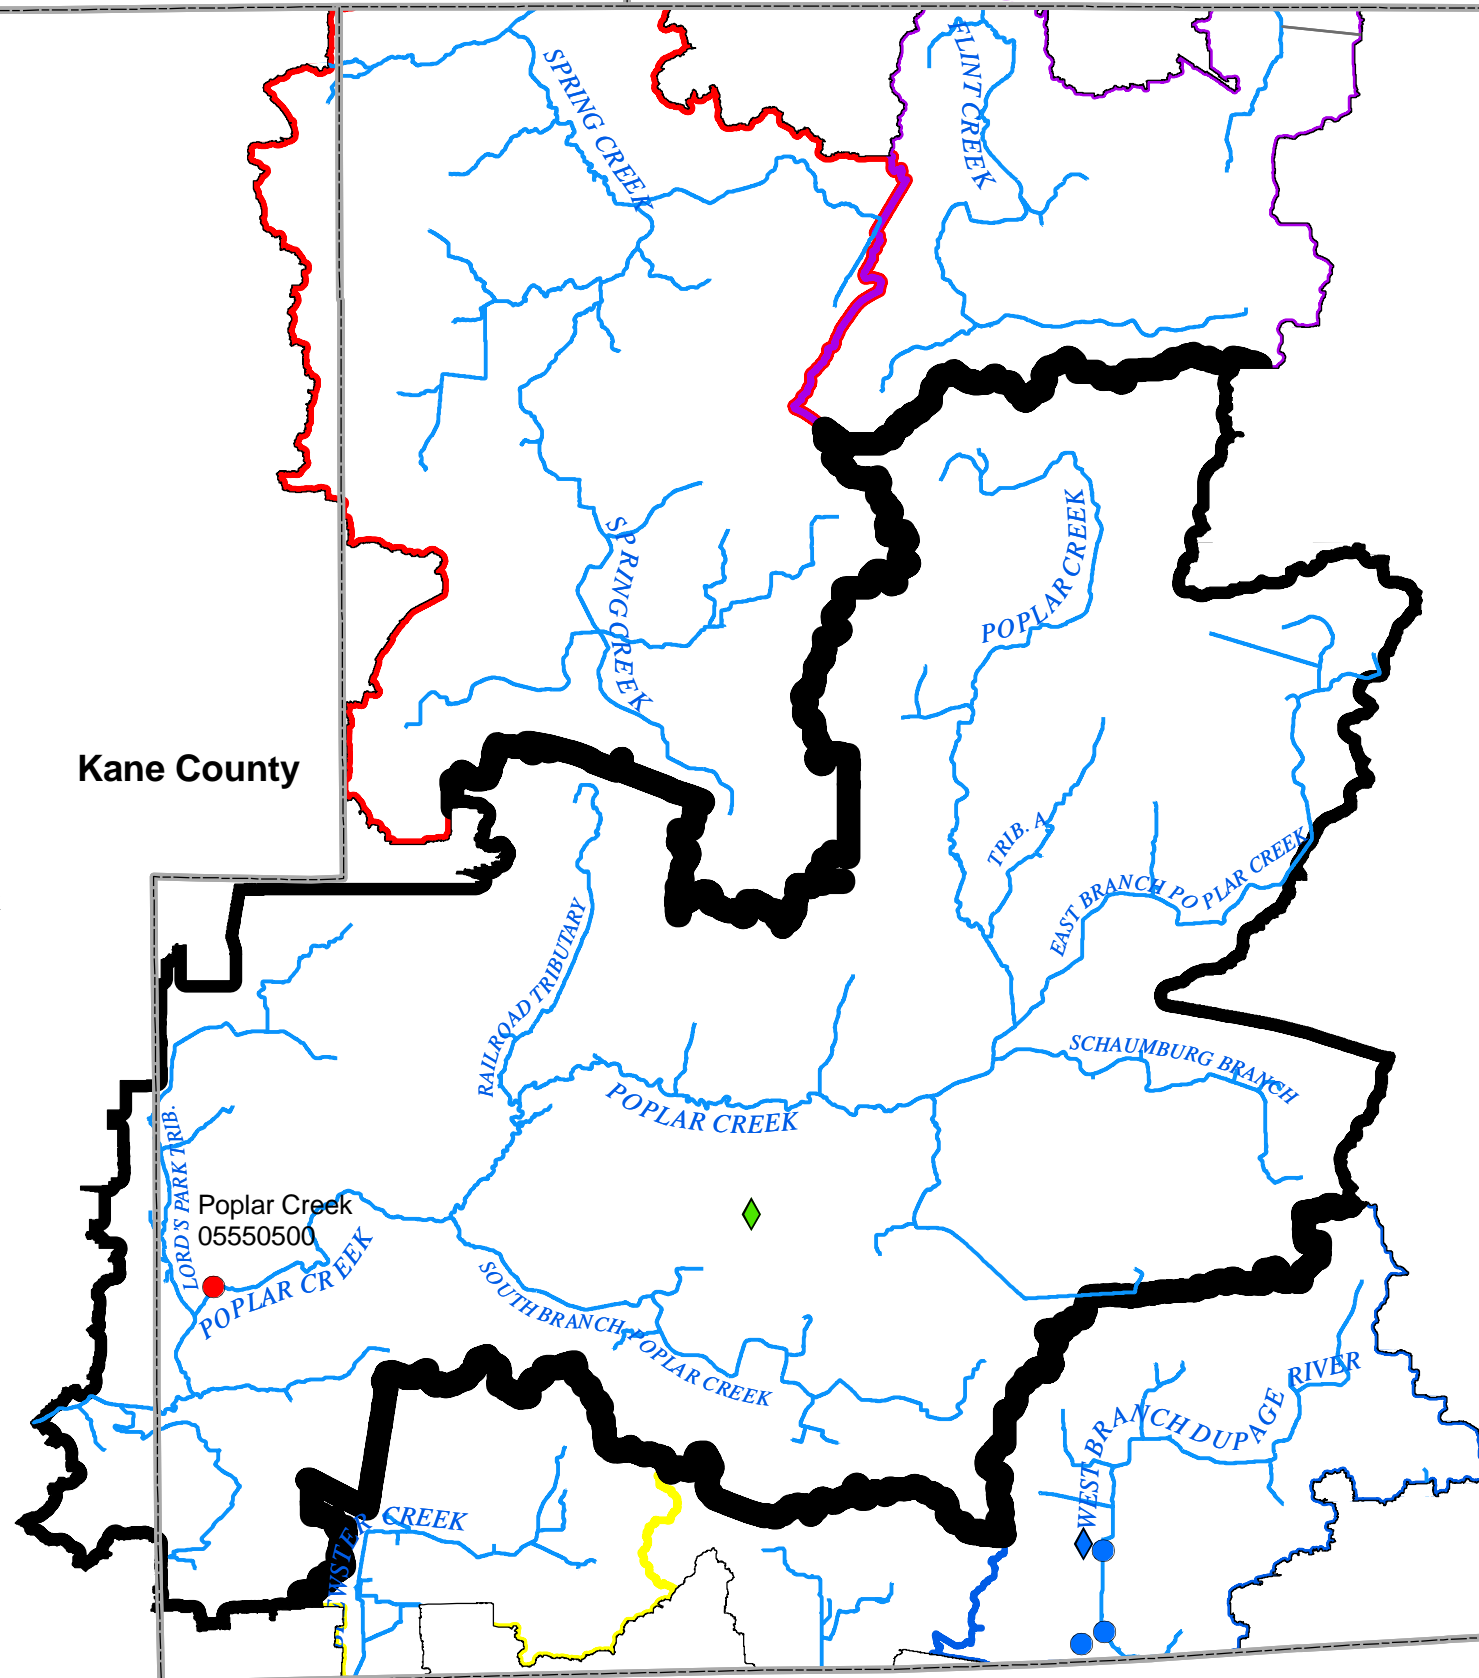 SPRING CREEK
FLINT CREEK
SPRING CREEK
POPLAR CREEK
Kane County
TRIB. A
EAST BRANCH POPLAR CREEK
RAILROAD TRIBUTARY
SCHAUMBURG BRANCH
POPLAR CREEK
LORD'S PARK TRIB.
Poplar Creek
05550500
POPLAR CREEK
SOUTH BRANCH POPLAR CREEK
WEST BRANCH DUPAGE RIVER
CREEK